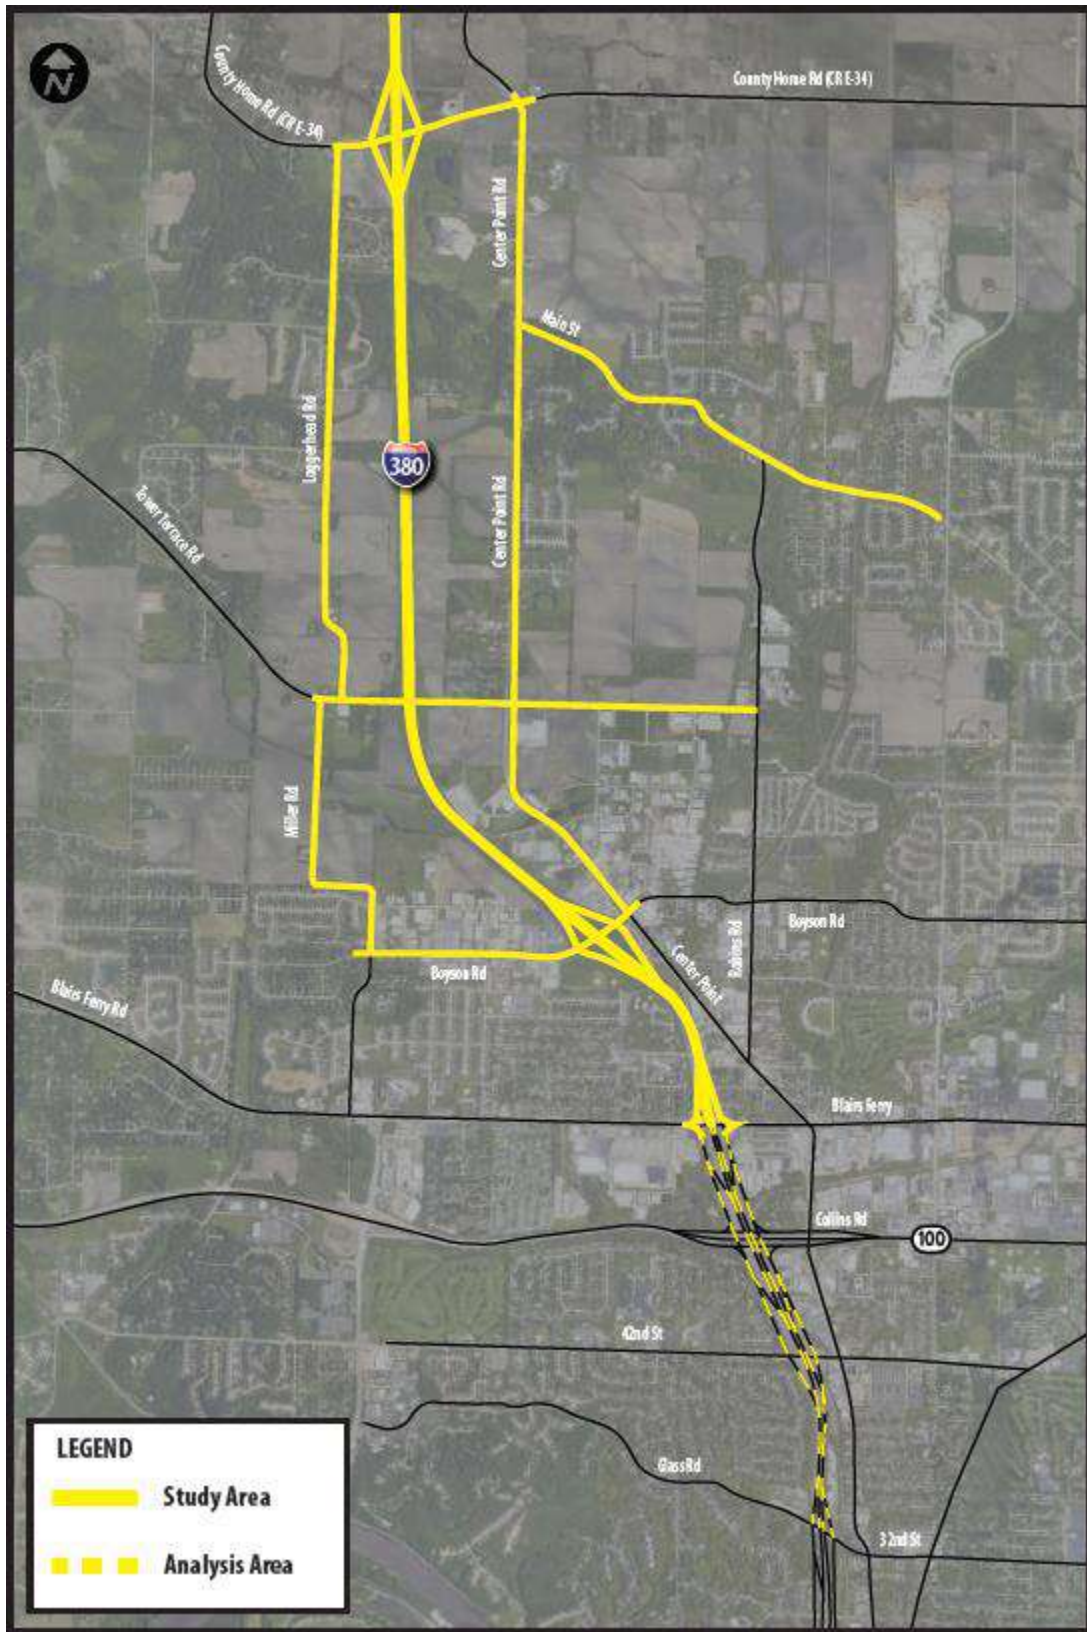 N
County Home Rd (CR E-34)
County Home Rd (CR E-34)
Center Point Rd
Main St
Loggerhead Rd
380
Center Point Rd
Tower Terrace Rd
Miller Rd
Boyson Rd
Robins Rd
Center Point
Boyson Rd
Blairs Ferry Rd
Blairs Ferry
Collins Rd
100
42nd St
Glass Rd
32nd St
LEGEND
Study Area
Analysis Area